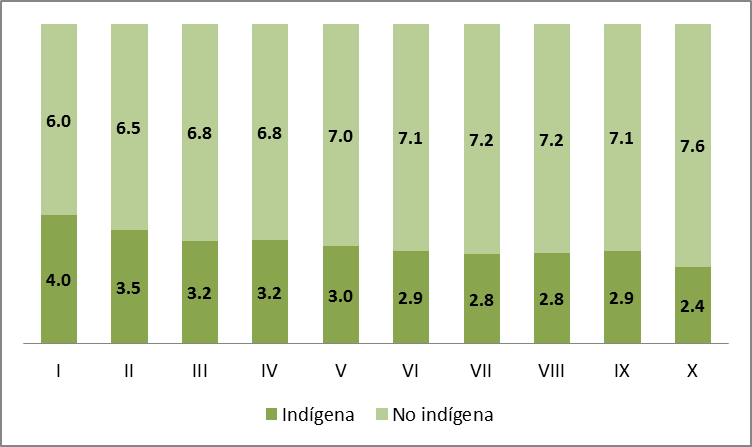 6.0 6.5 6.8 6.8 7.0 7.1 7.2 7.2 7.1 7.6
4.0 3.5 3.2 3.2 3.0 2.9 2.8 2.8 2.9 2.4
I II III IV V VI VII VIII IX X
Indígena No indígena